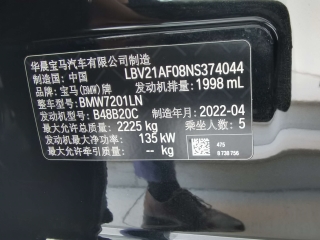 华晨宝马汽车有限公司制造
制造国: 中国 LBV21AF08NS374044
品牌: 宝马(BMW)牌 发动机排量: 1998 mL
整车型号: BMW7201LN
发动机型号: B48B20C 制造年月: 2022-04
最大允许总质量: 2225 kg 乘坐人数: 5
发动机最大净功率: 135 kW
最大允许牵引质量: -- kg
475
9 738 756